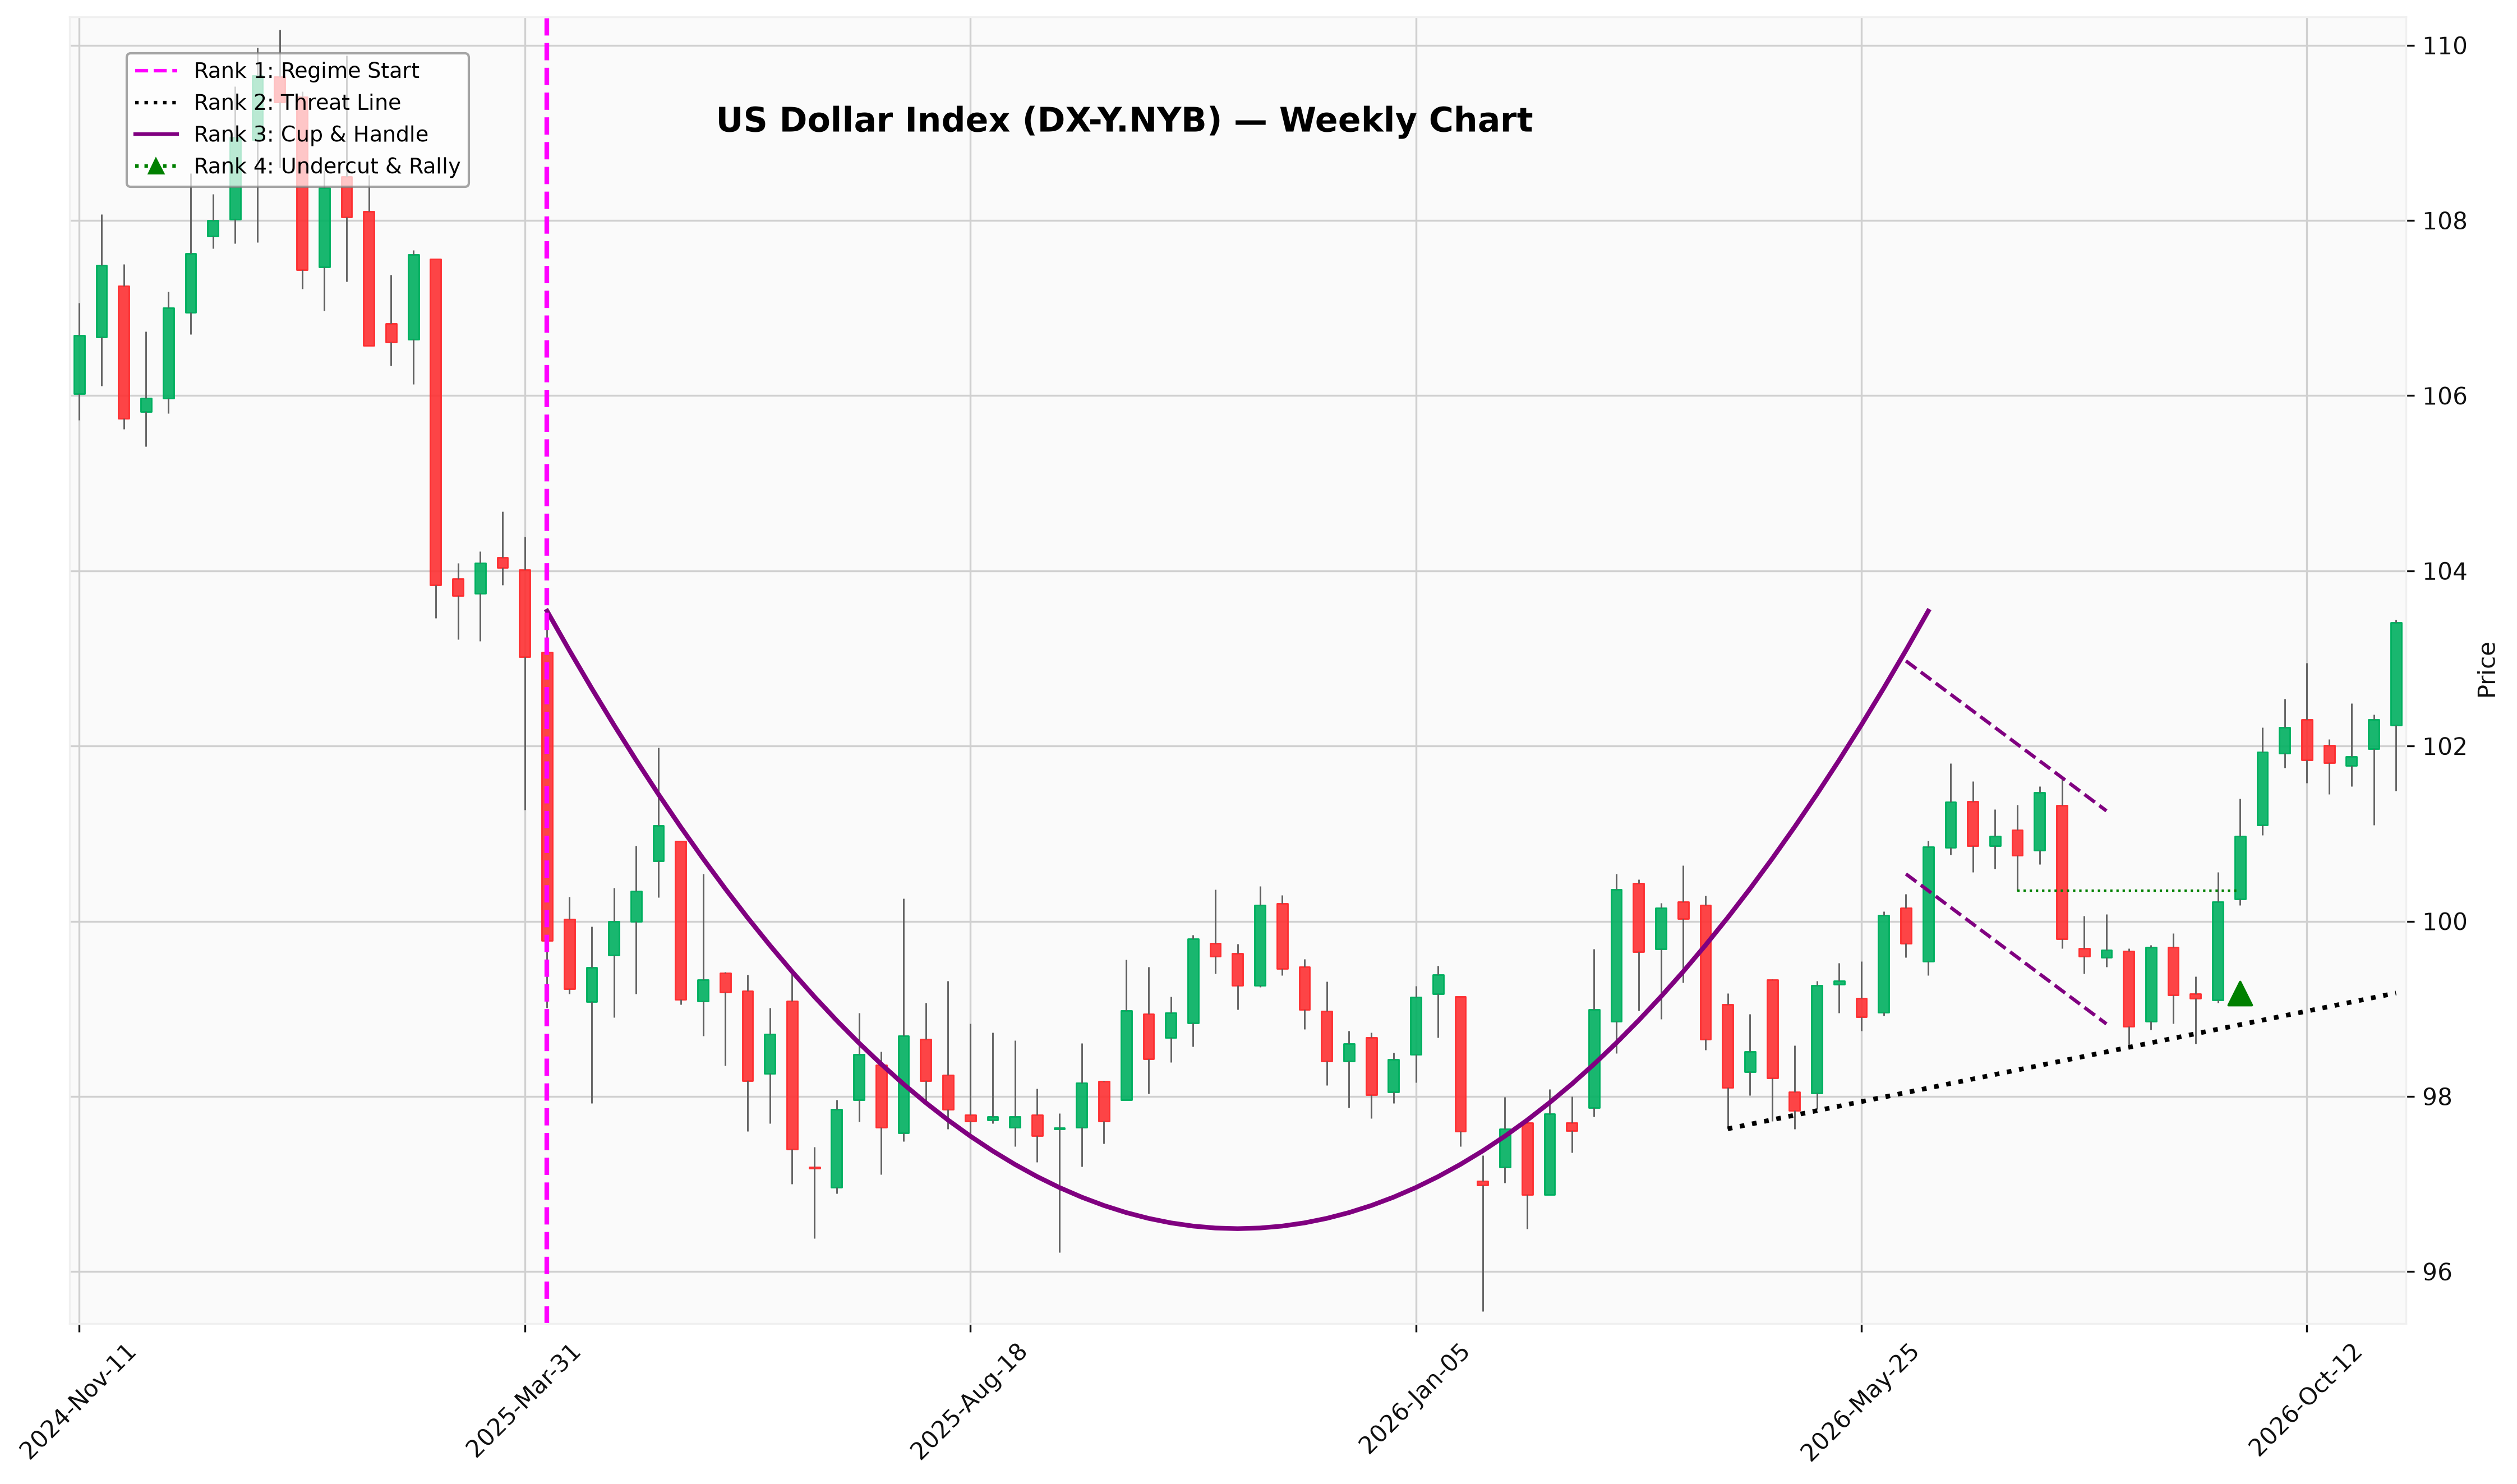 US Dollar Index (DX-Y.NYB) — Weekly Chart
Rank 1: Regime Start
Rank 2: Threat Line
Rank 3: Cup & Handle
Rank 4: Undercut & Rally
110
108
106
104
102
100
98
96
Price
2024-Nov-11
2025-Mar-31
2025-Aug-18
2026-Jan-05
2026-May-25
2026-Oct-12